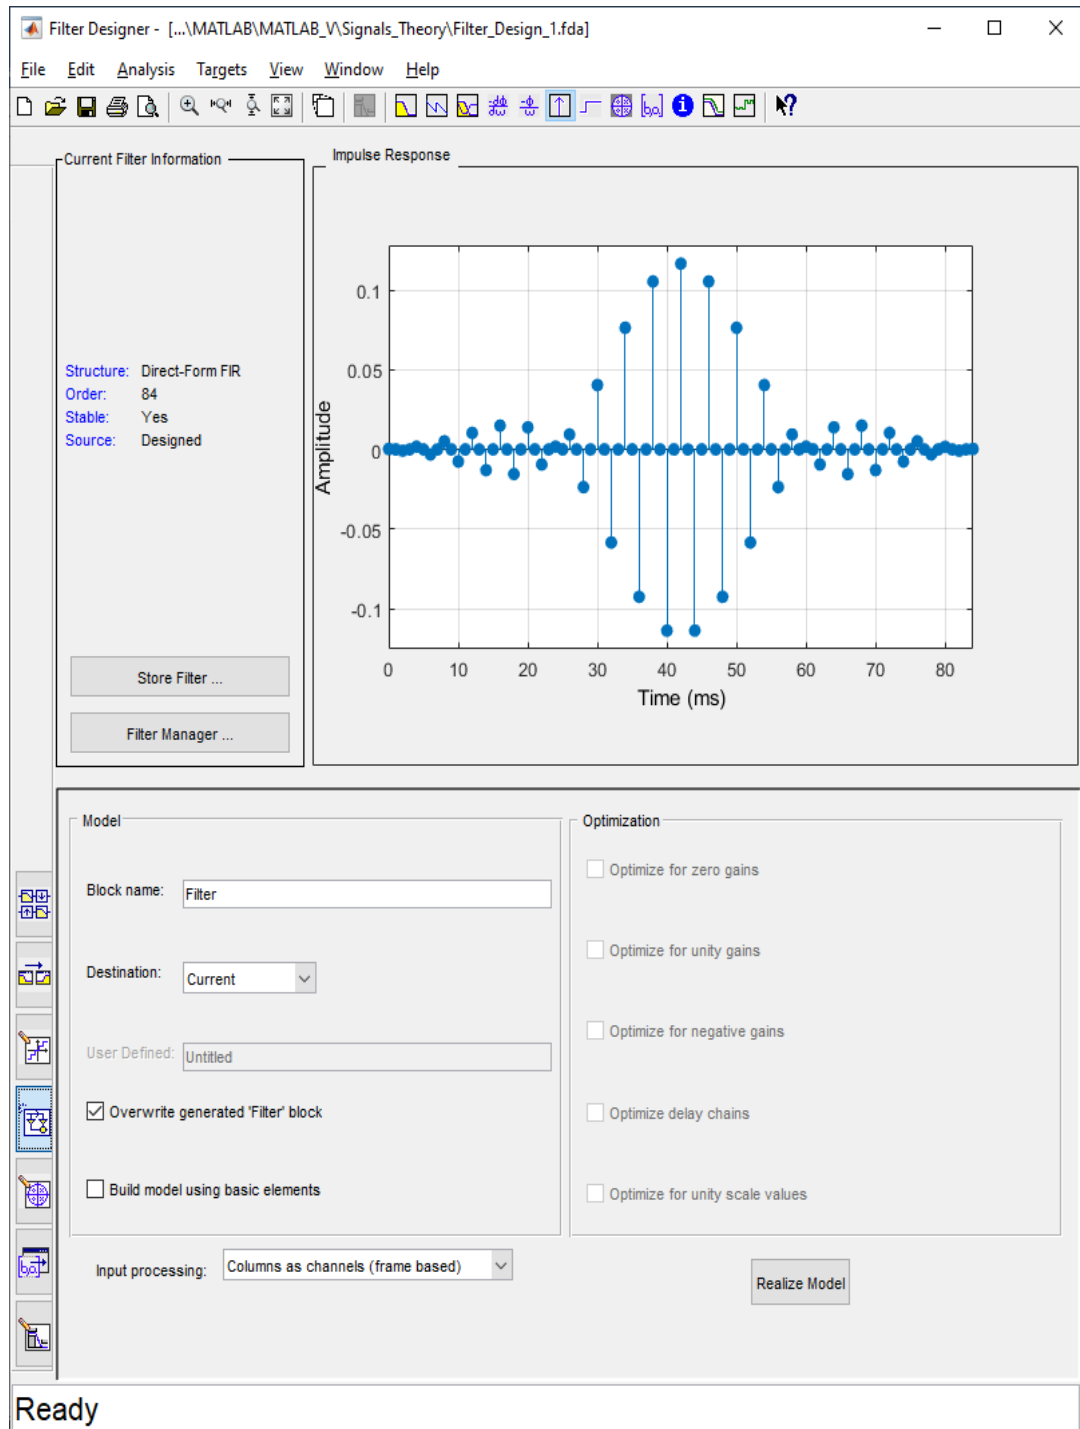 Filter Designer - [...\MATLAB\MATLAB_V\Signals_Theory\Filter_Design_1.fda]
File Edit Analysis Targets View Window Help
Current Filter Information
Structure: Direct-Form FIR
Order: 84
Stable: Yes
Source: Designed
Store Filter ...
Filter Manager ...
Impulse Response
0.1
0.05
0
-0.05
-0.1
Amplitude
0 10 20 30 40 50 60 70 80
Time (ms)
Model
Block name: Filter
Destination: Current
User Defined: Untitled
Overwrite generated 'Filter' block
Build model using basic elements
Optimization
Optimize for zero gains
Optimize for unity gains
Optimize for negative gains
Optimize delay chains
Optimize for unity scale values
Input processing: Columns as channels (frame based)
Realize Model
Ready